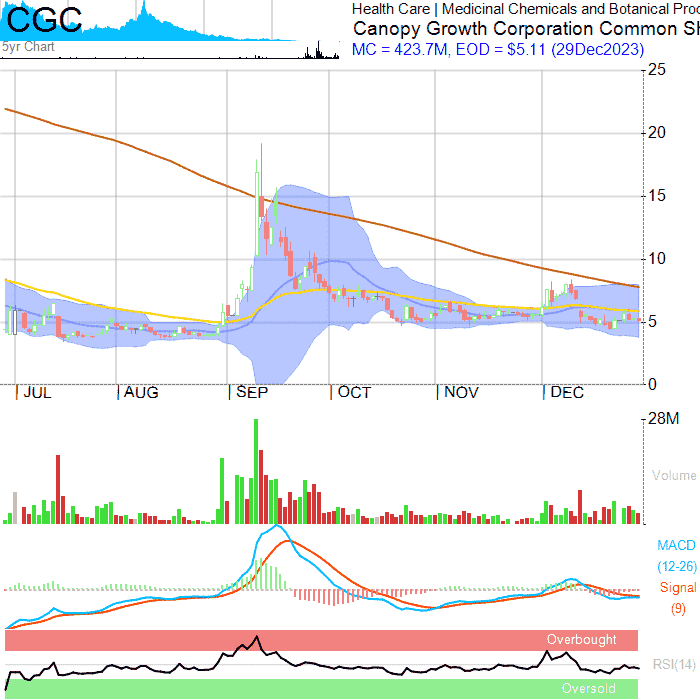 CGC
5yr Chart
Health Care | Medicinal Chemicals and Botanical
Canopy Growth Corporation Common
MC = 423.7M, EOD = $5.11 (29Dec2023)
25
20
15
10
5
0
JUL AUG SEP OCT NOV DEC
28M
Volume
MACD
(12-26)
Signal
(9)
Overbought
RSI(14)
Oversold